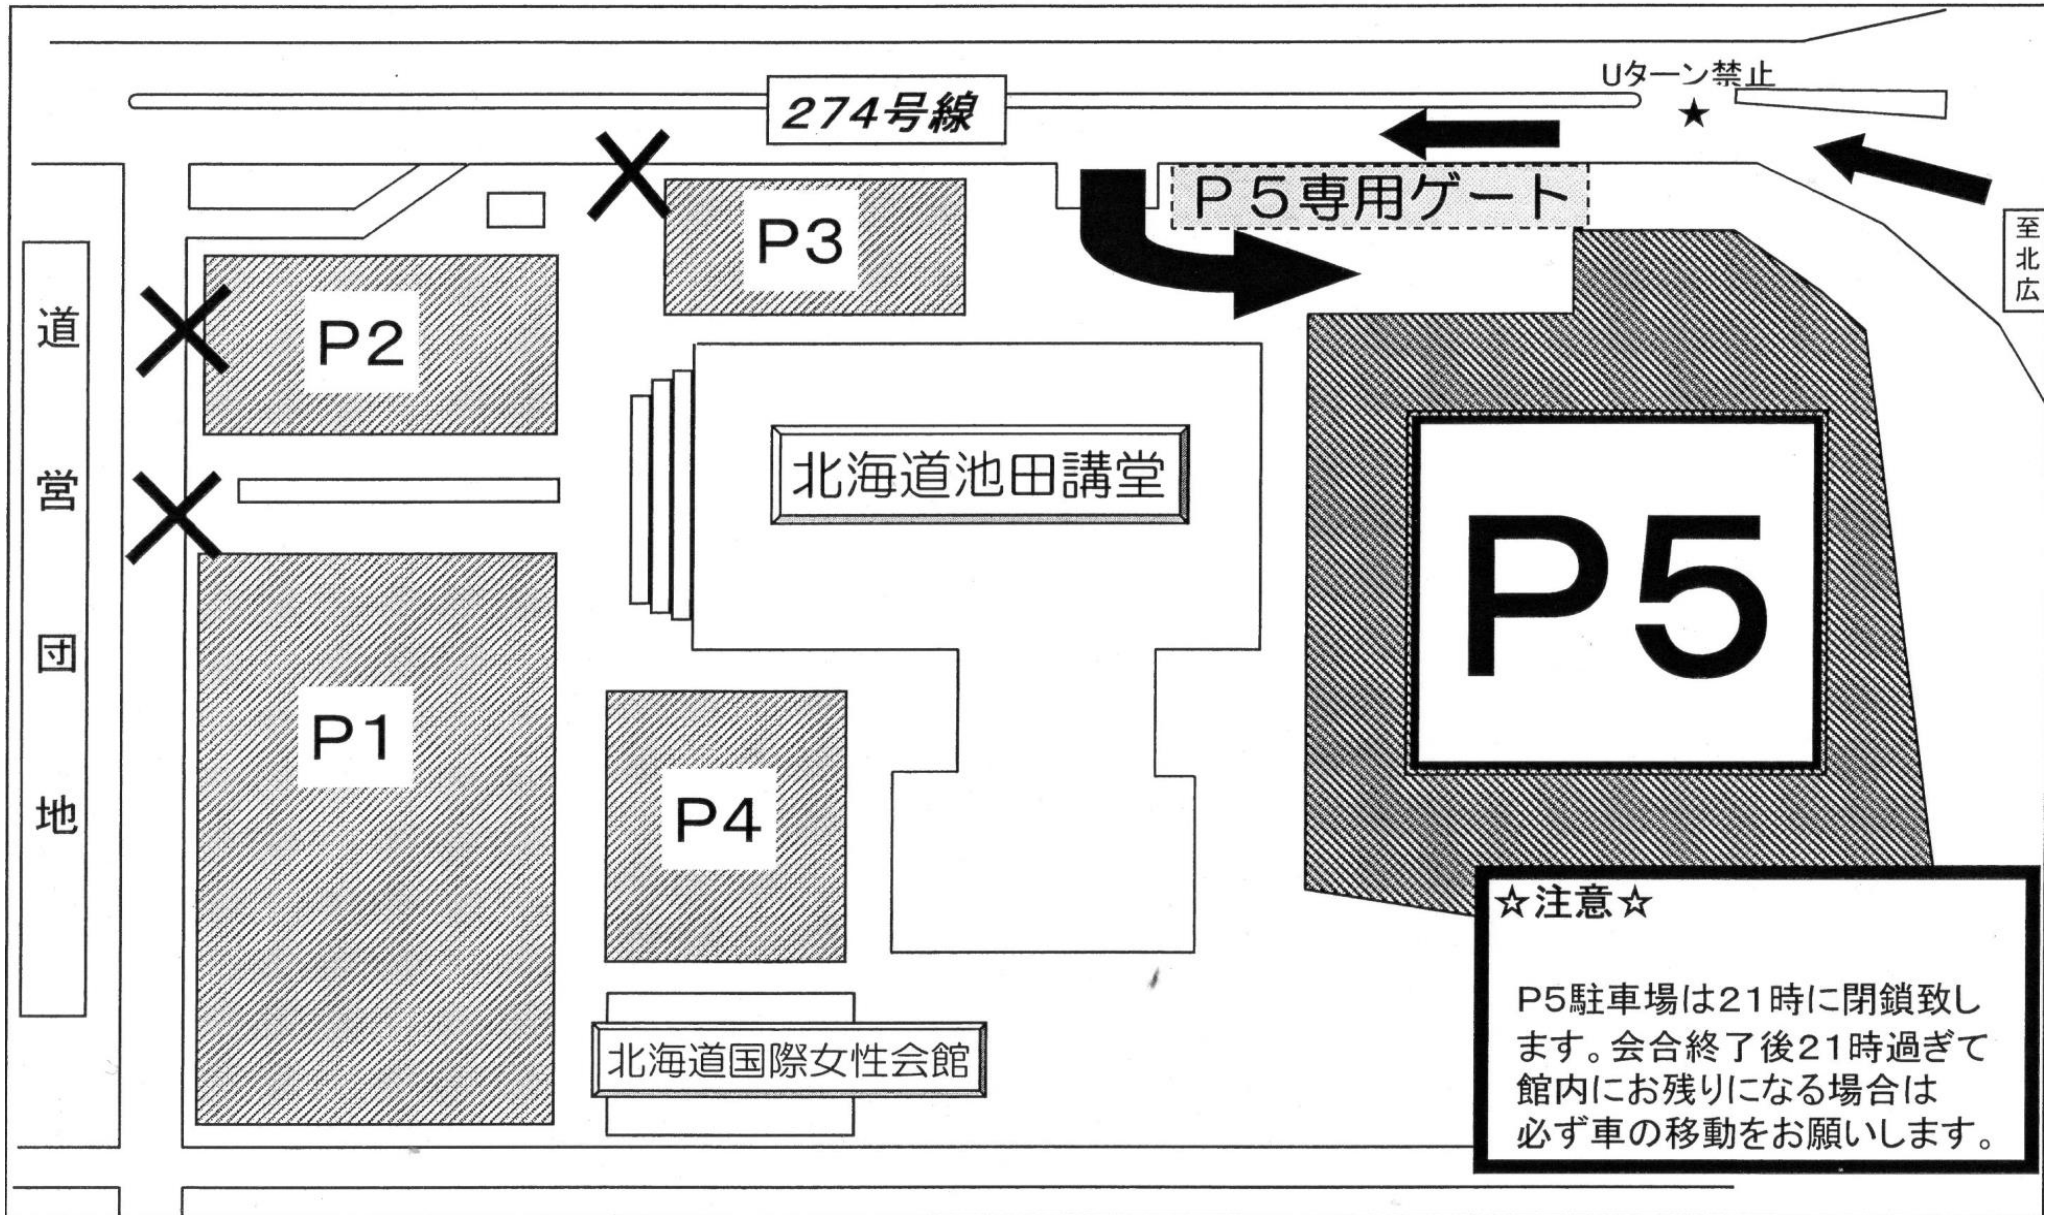 Uターン禁止
★
274号線
P5専用ゲート
至北広
P3
P2
道営団地
北海道池田講堂
P5
P1
P4
北海道国際女性会館
☆注意☆
P5駐車場は21時に閉鎖致し
ます。会合終了後21時過ぎて
館内にお残りになる場合は
必ず車の移動をお願いします。